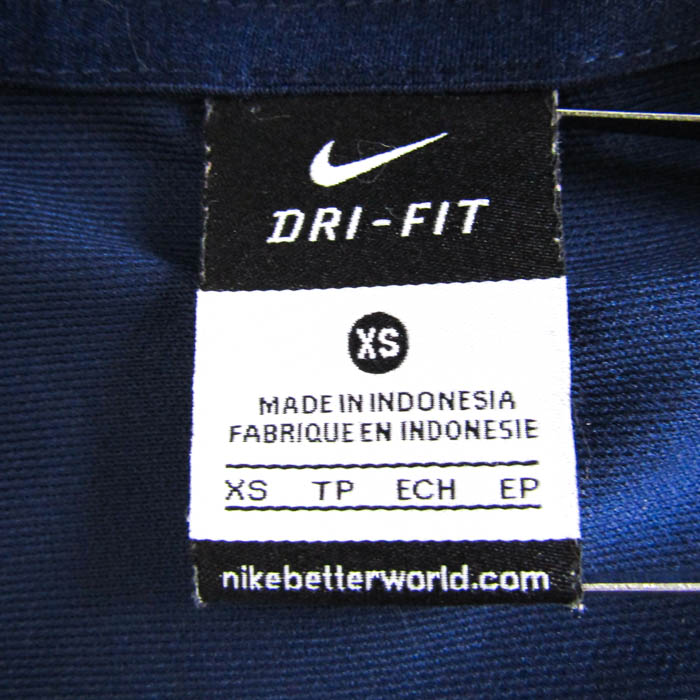 DRI-FIT
XS
MADE IN INDONESIA
FABRIQUE EN INDONESIE
XS TP ECH EP
nikebetterworld.com